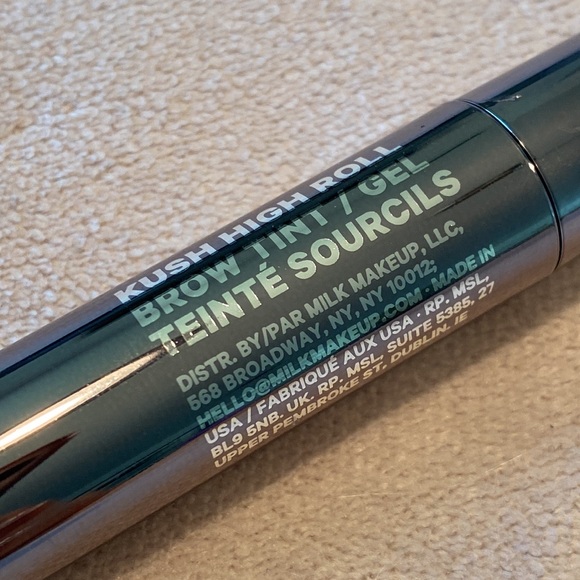 KUSH HIGH ROLL
BROW TINT / GEL
TEINTÉ SOURCILS
DISTR. BY/PAR MILK MAKEUP, LLC,
568 BROADWAY, NY, NY 10012,
HELLO@MILKMAKEUP.COM · MADE IN
USA / FABRIQUÉ AUX USA · RP. MSL,
BL9 5NB. UK. RP. MSL, SUITE 5385, 27
UPPER PEMBROKE ST, DUBLIN. IE